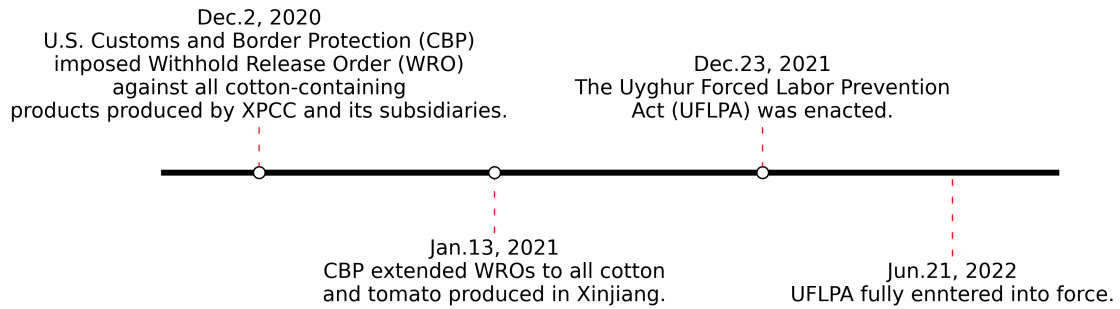 Dec.2, 2020
U.S. Customs and Border Protection (CBP)
imposed Withhold Release Order (WRO)
against all cotton-containing
products produced by XPCC and its subsidiaries.
Jan.13, 2021
CBP extended WROs to all cotton
and tomato produced in Xinjiang.
Dec.23, 2021
The Uyghur Forced Labor Prevention
Act (UFLPA) was enacted.
Jun.21, 2022
UFLPA fully enntered into force.